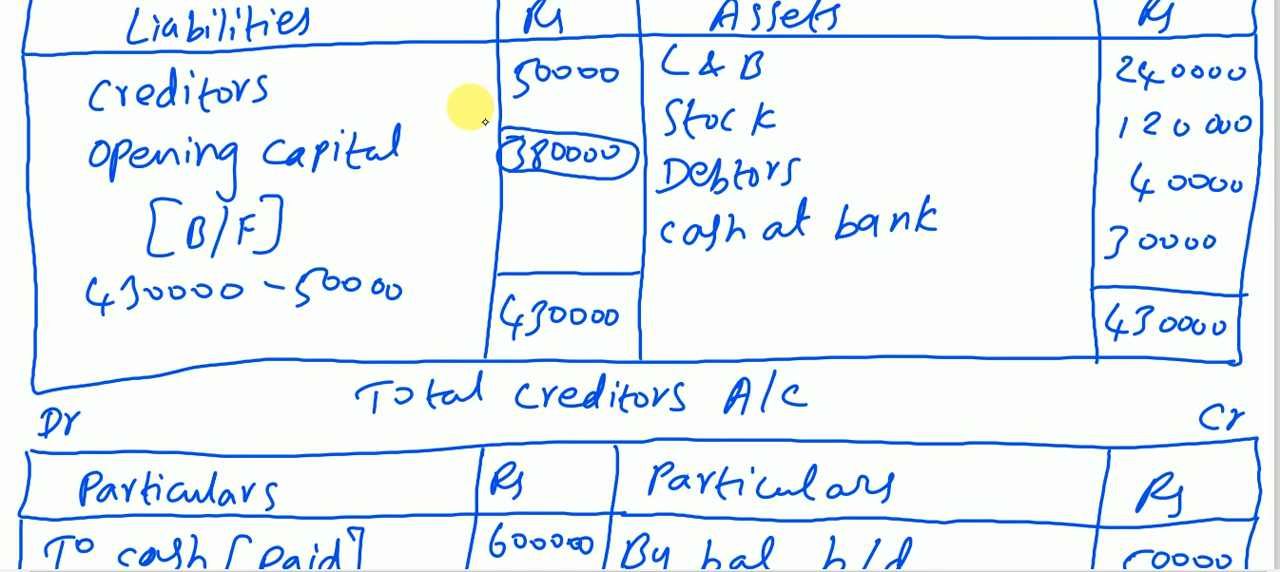 Liabilities Rs Assets Rs
Creditors 50000 L & B 240000
Opening Capital 380000 Stock 120000
[B/F] Debtors 40000
430000 - 50000 cash at bank 30000
430000 430000
Total creditors A/c
Dr Cr
Particulars Rs Particulars Rs
To cash [paid] 600000 By bal b/d 50000